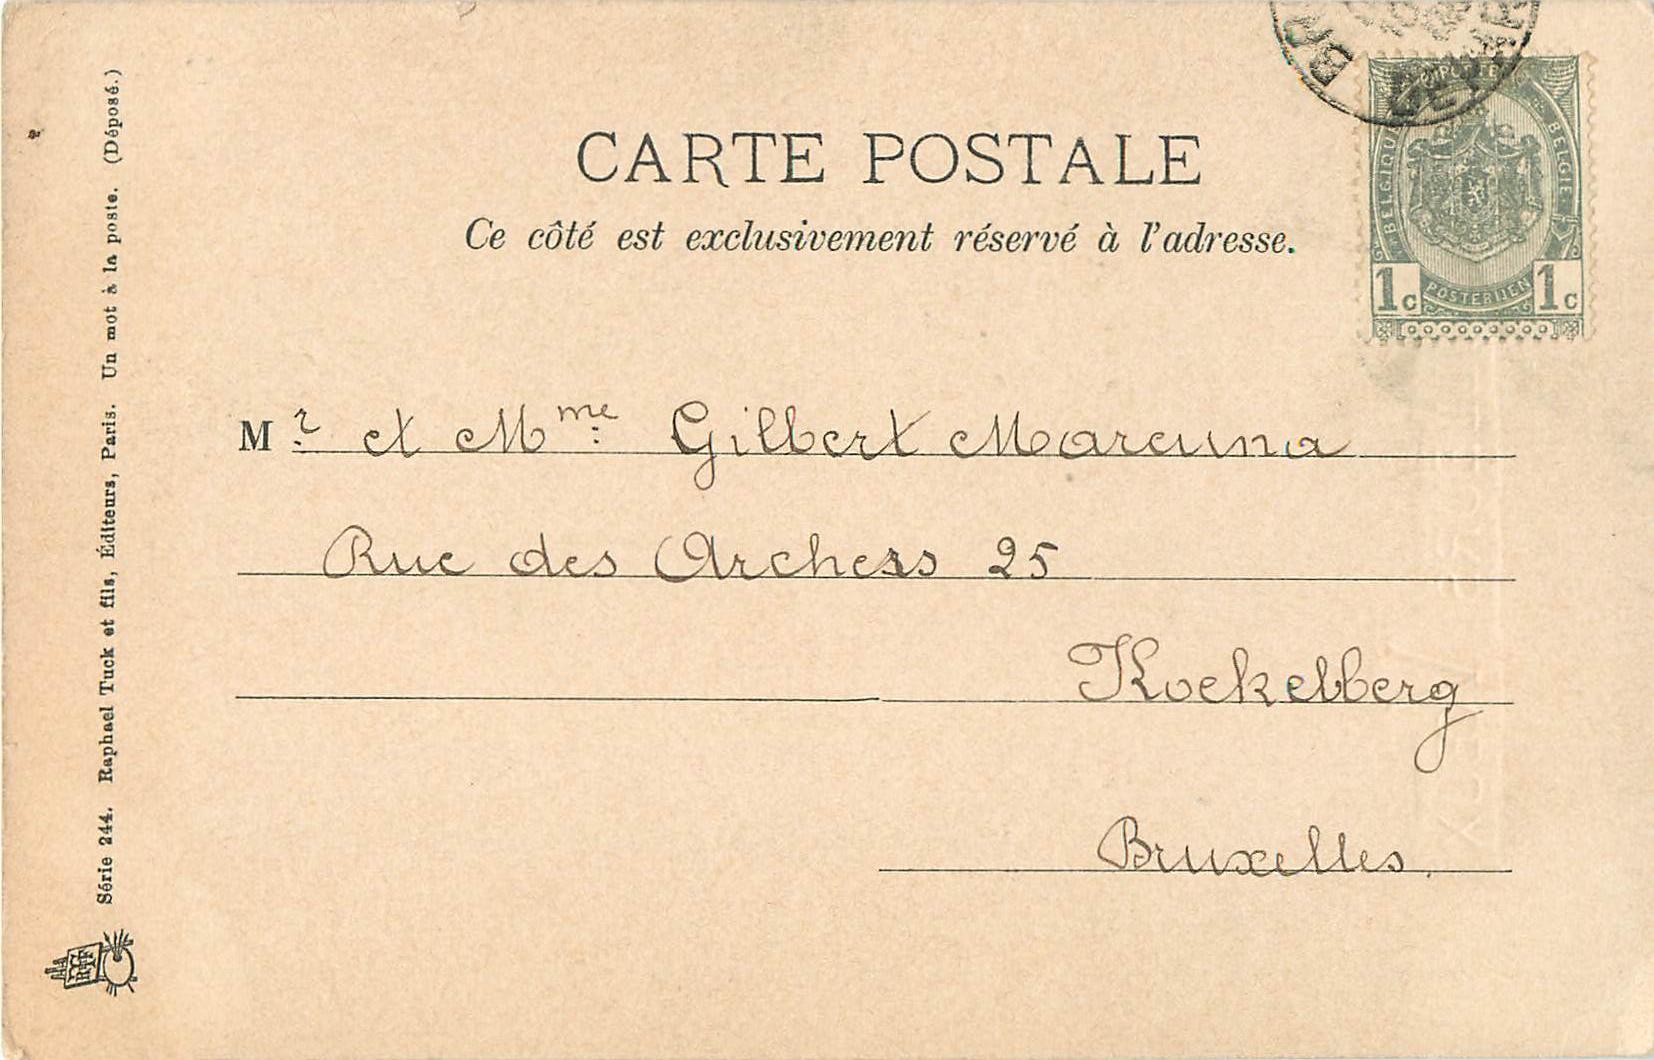 CARTE POSTALE
Ce côté est exclusivement réservé à l'adresse.
BELGIQUE
BELGIE
POSTERIJEN
1c 1c
Mr et Mme Gilbert Marcuna
Rue des Archess 25
Koekelberg
Bruxelles.
Série 244. Raphael Tuck et fils, Éditeurs, Paris. Un mot à la poste. (Déposé.)